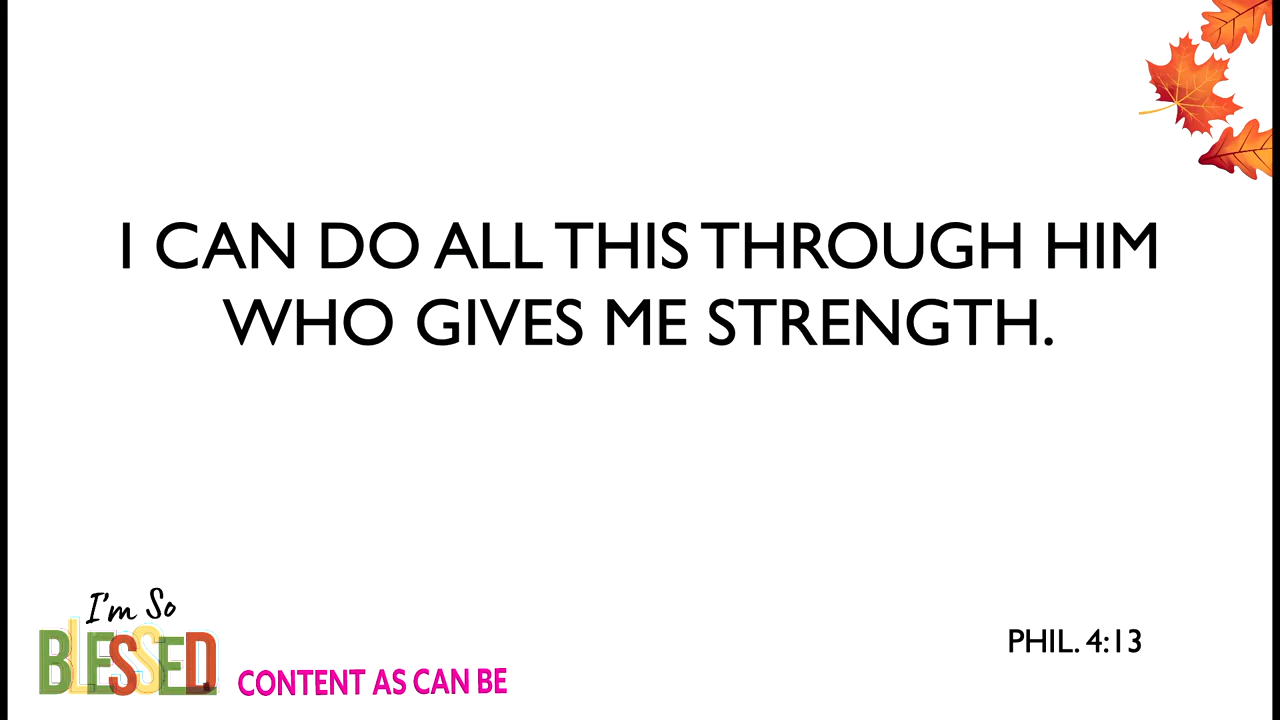 I CAN DO ALL THIS THROUGH HIM
WHO GIVES ME STRENGTH.
I'm So
BLESSED.
CONTENT AS CAN BE
PHIL. 4:13